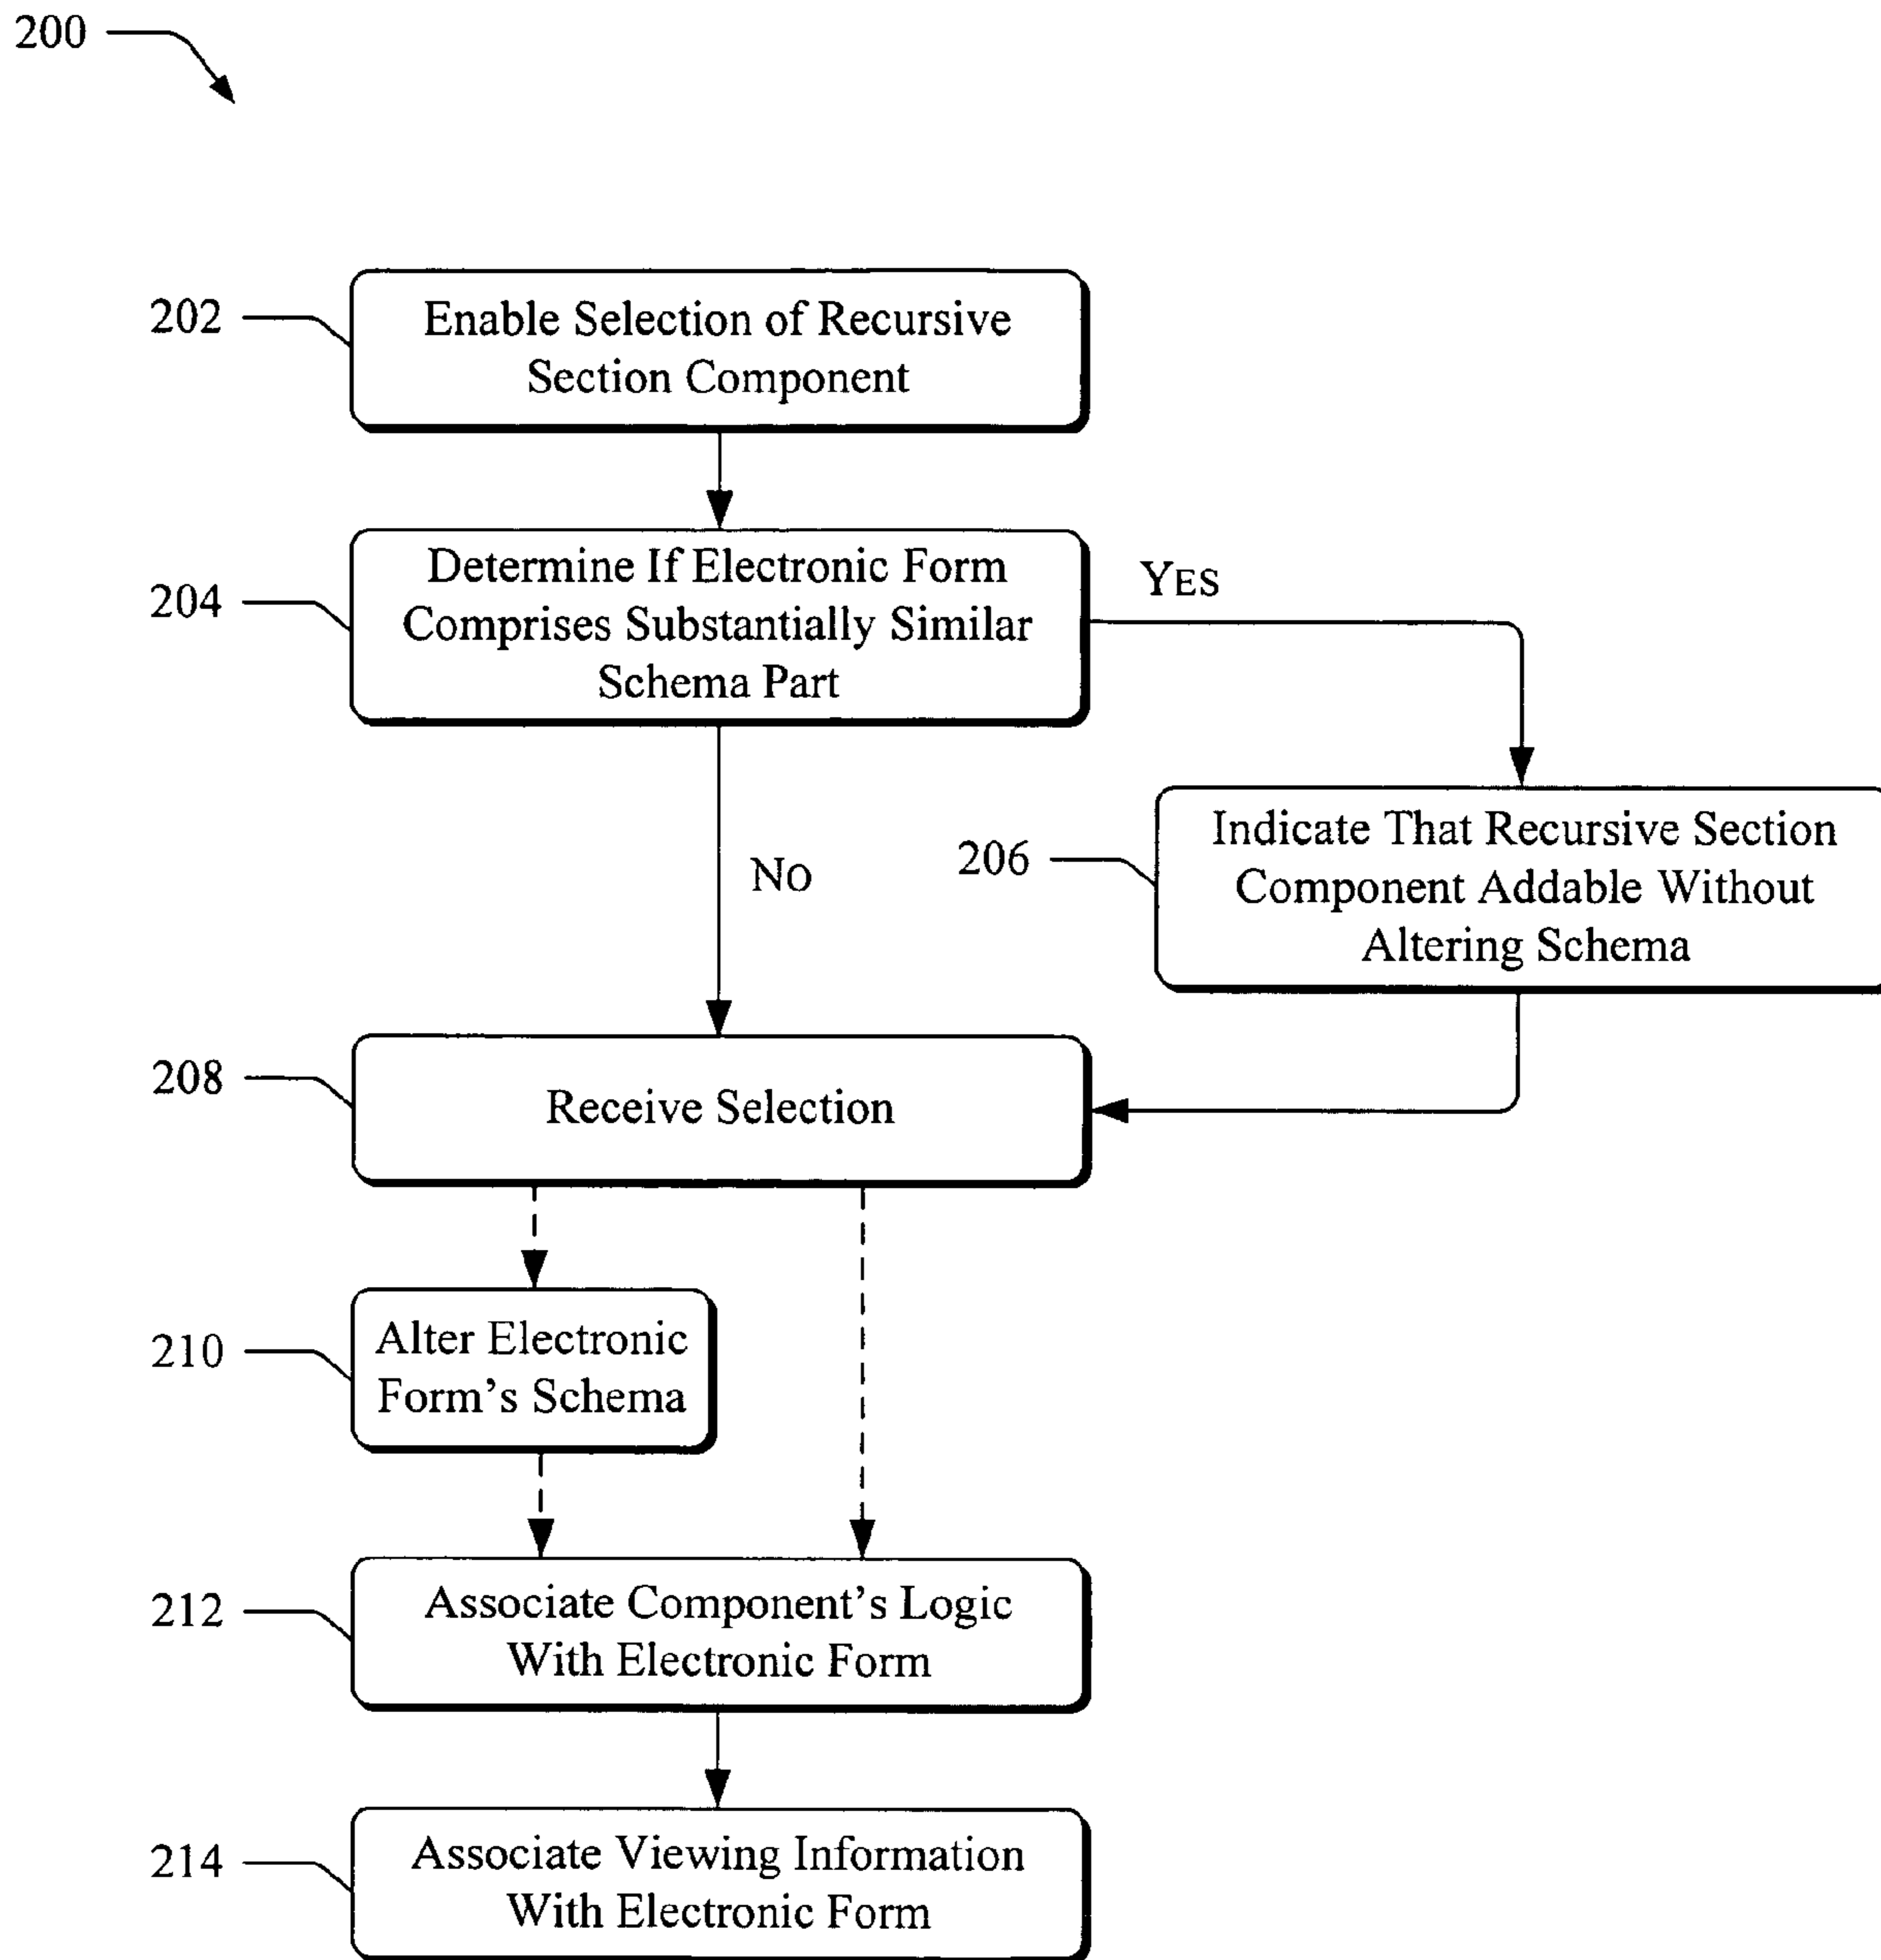 200
202
Enable Selection of Recursive
Section Component
204
Determine If Electronic Form
Comprises Substantially Similar
Schema Part
YES
NO
206
Indicate That Recursive Section
Component Addable Without
Altering Schema
208
Receive Selection
210
Alter Electronic
Form's Schema
212
Associate Component's Logic
With Electronic Form
214
Associate Viewing Information
With Electronic Form